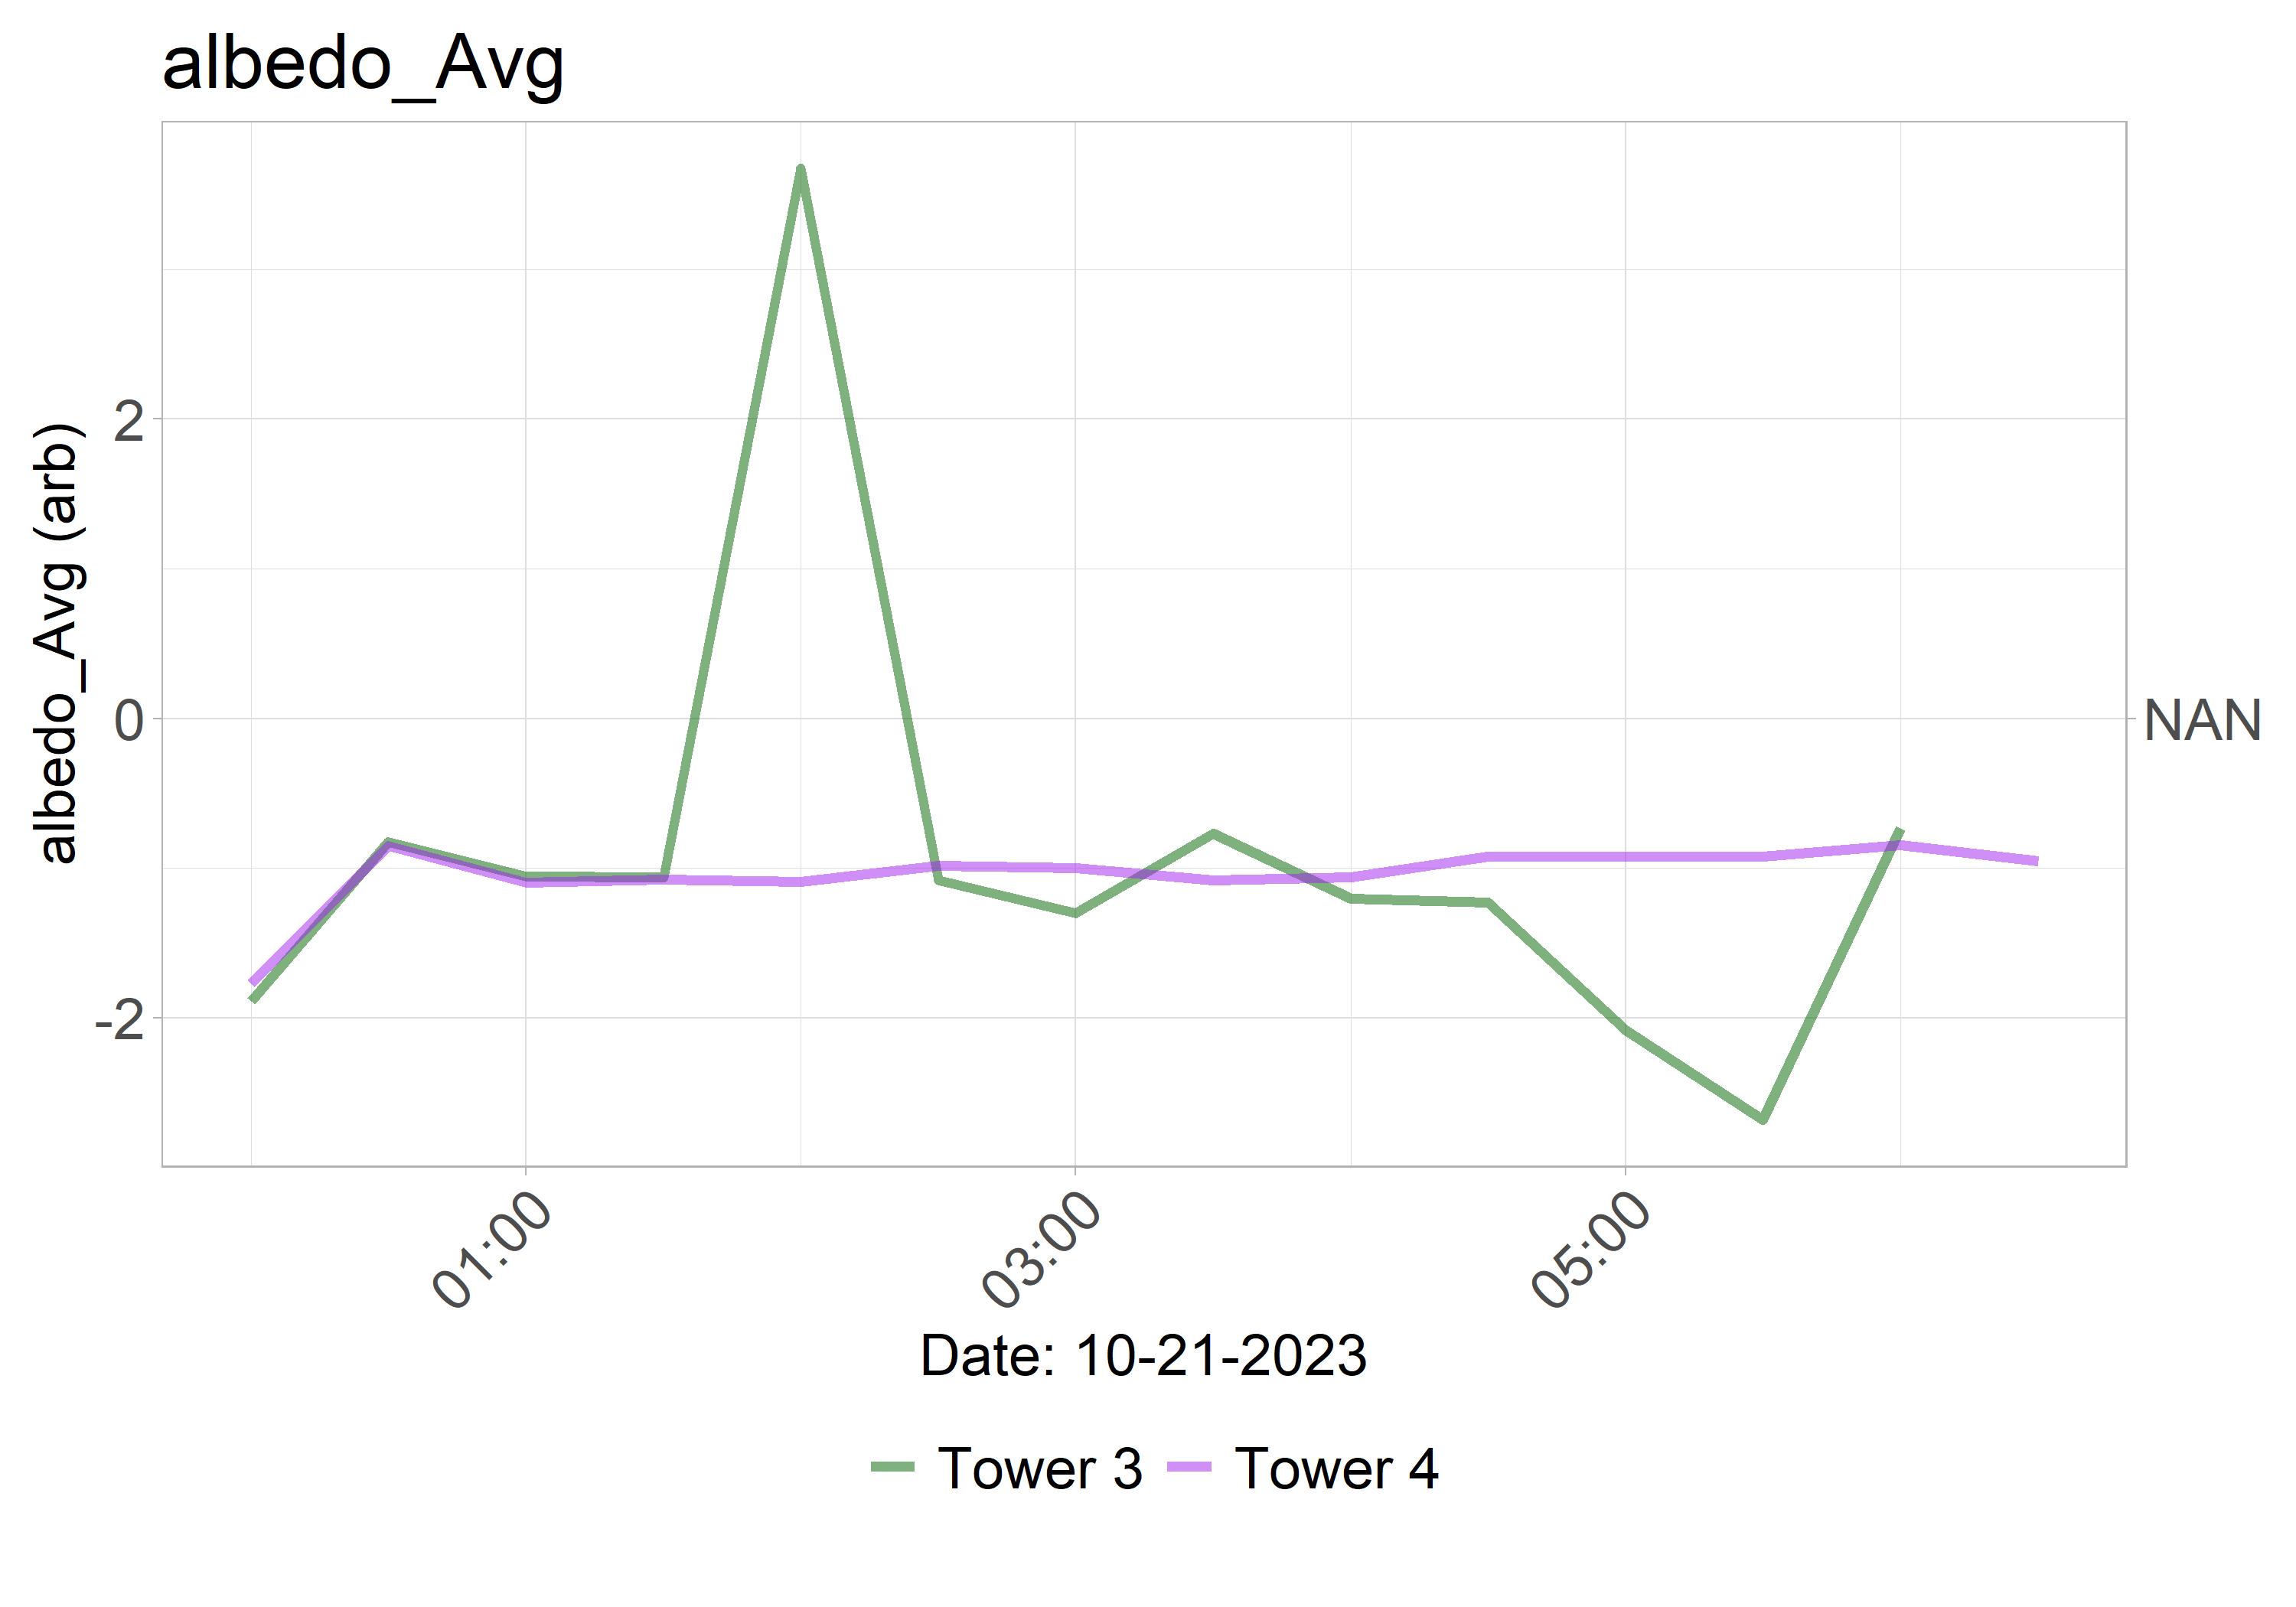 albedo_Avg
albedo_Avg (arb)
2
0
-2
NAN
01:00
03:00
05:00
Date: 10-21-2023
Tower 3
Tower 4